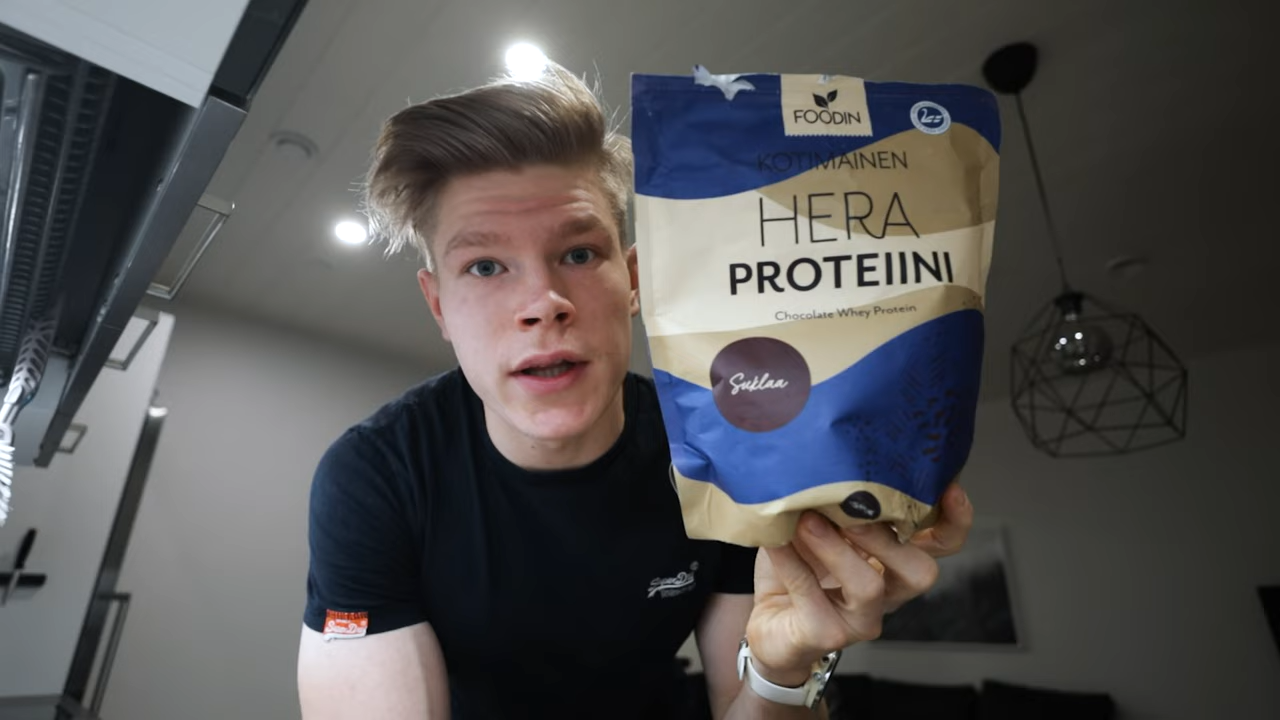 FOODIN
KOTIMAINEN
HERA
PROTEIINI
Chocolate Whey Protein
Suklaa